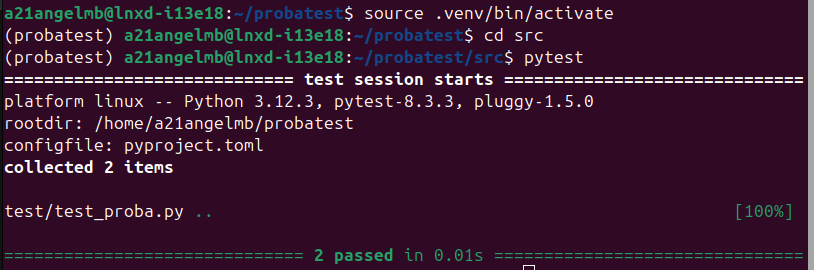 a21angelmb@lnxd-i13e18:~/probatest$ source .venv/bin/activate
(probatest) a21angelmb@lnxd-i13e18:~/probatest$ cd src
(probatest) a21angelmb@lnxd-i13e18:~/probatest/src$ pytest
============================= test session starts ==============================
platform linux -- Python 3.12.3, pytest-8.3.3, pluggy-1.5.0
rootdir: /home/a21angelmb/probatest
configfile: pyproject.toml
collected 2 items
test/test_proba.py .. [100%]
============================== 2 passed in 0.01s ===============================